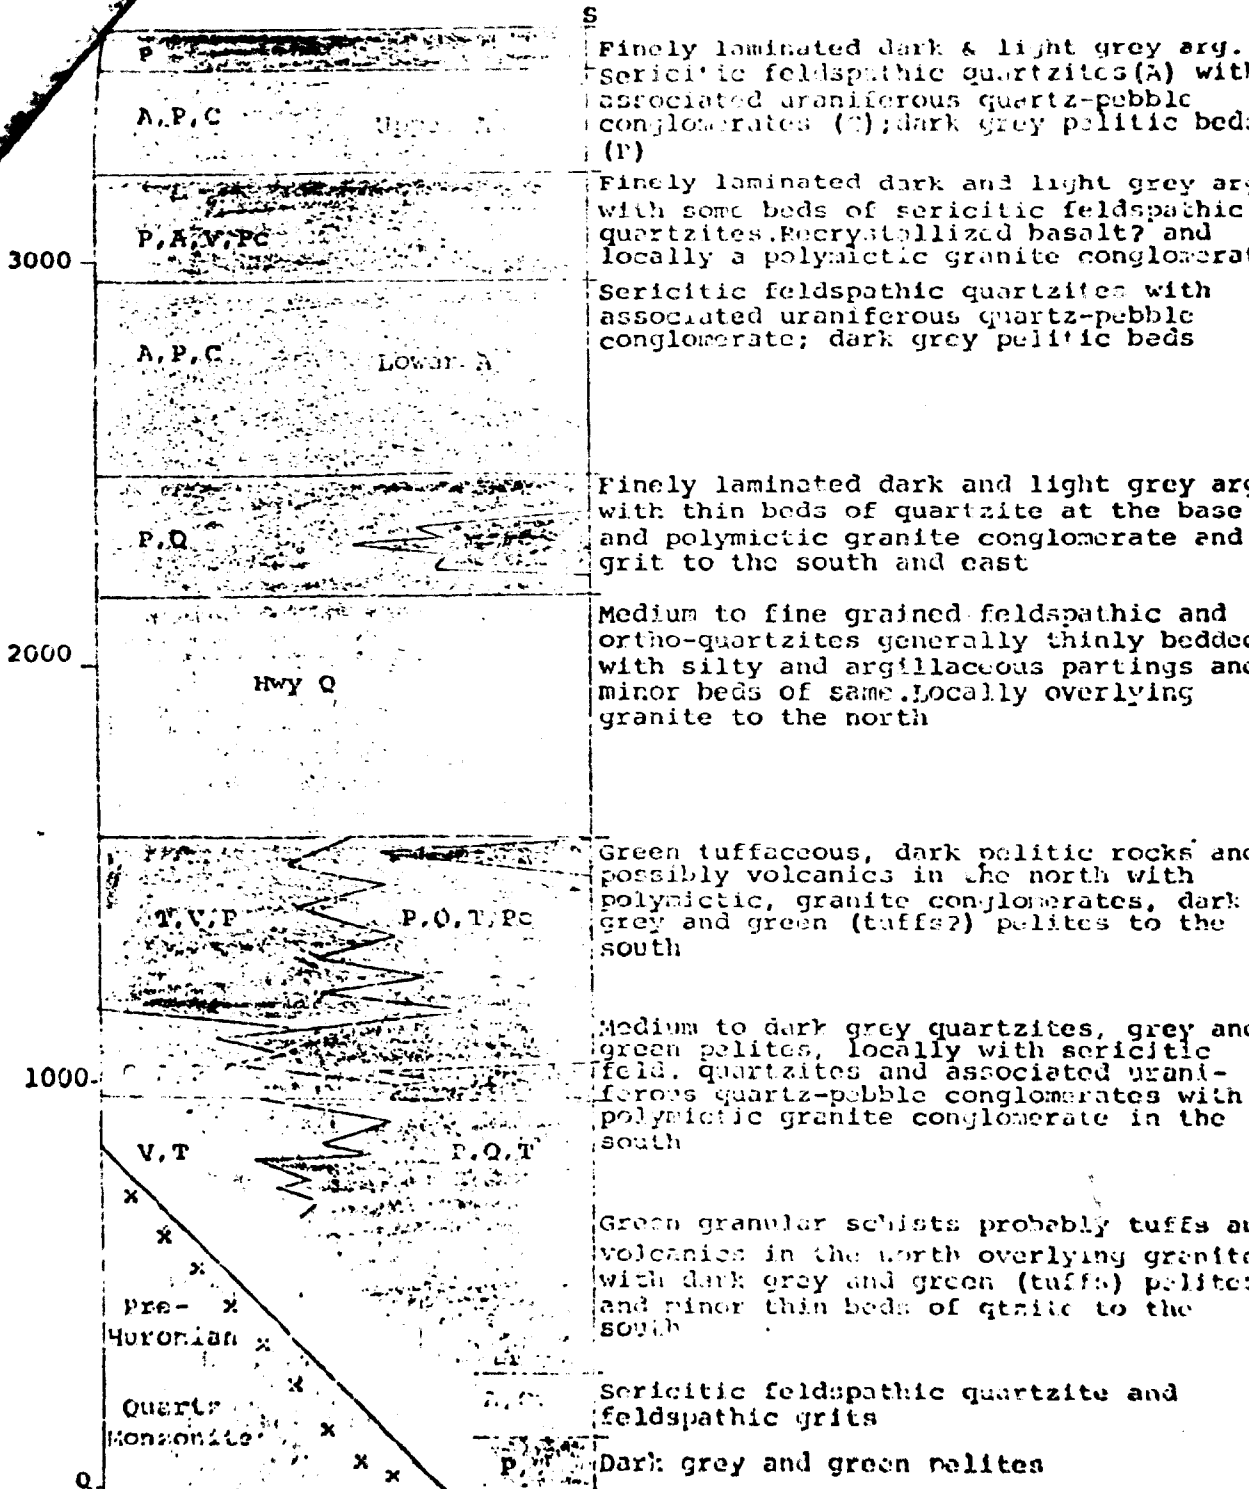 S
P
Finely laminated dark & light grey arg.
sericitic feldspathic quartzites(A) with
associated uraniferous quartz-pebble
conglomerates (C);dark grey pelitic beds
(P)
A,P,C
Upper A
Finely laminated dark and light grey arg
with some beds of sericitic feldspathic
quartzites.Recrystallized basalt? and
locally a polymictic granite conglomerat
P,A,V,Pc
3000
Sericitic feldspathic quartzites with
associated uraniferous quartz-pebble
conglomerate; dark grey pelitic beds
A,P,C
Lower A
Finely laminated dark and light grey arg
with thin beds of quartzite at the base
and polymictic granite conglomerate and
grit to the south and east
P,Q
Medium to fine grained feldspathic and
ortho-quartzites generally thinly bedded
with silty and argillaceous partings and
minor beds of same.Locally overlying
granite to the north
2000
Hwy Q
Green tuffaceous, dark pelitic rocks and
possibly volcanics in the north with
polymictic, granite conglomerates, dark
grey and green (tuffs?) pelites to the
south
T,V,P
P,Q,T,Pc
Medium to dark grey quartzites, grey and
green pelites, locally with sericitic
feld. quartzites and associated urani-
ferous quartz-pebble conglomerates with
polymictic granite conglomerate in the
south
1000
V,T
P,Q,T
Green granular schists probably tuffs an
volcanics in the north overlying granite
with dark grey and green (tuffs) pelites
and minor thin beds of qtzite to the
south
Pre-
Huronian
Quartz
Monzonite
Sericitic feldspathic quartzite and
feldspathic grits
P
Dark grey and green pelites
0